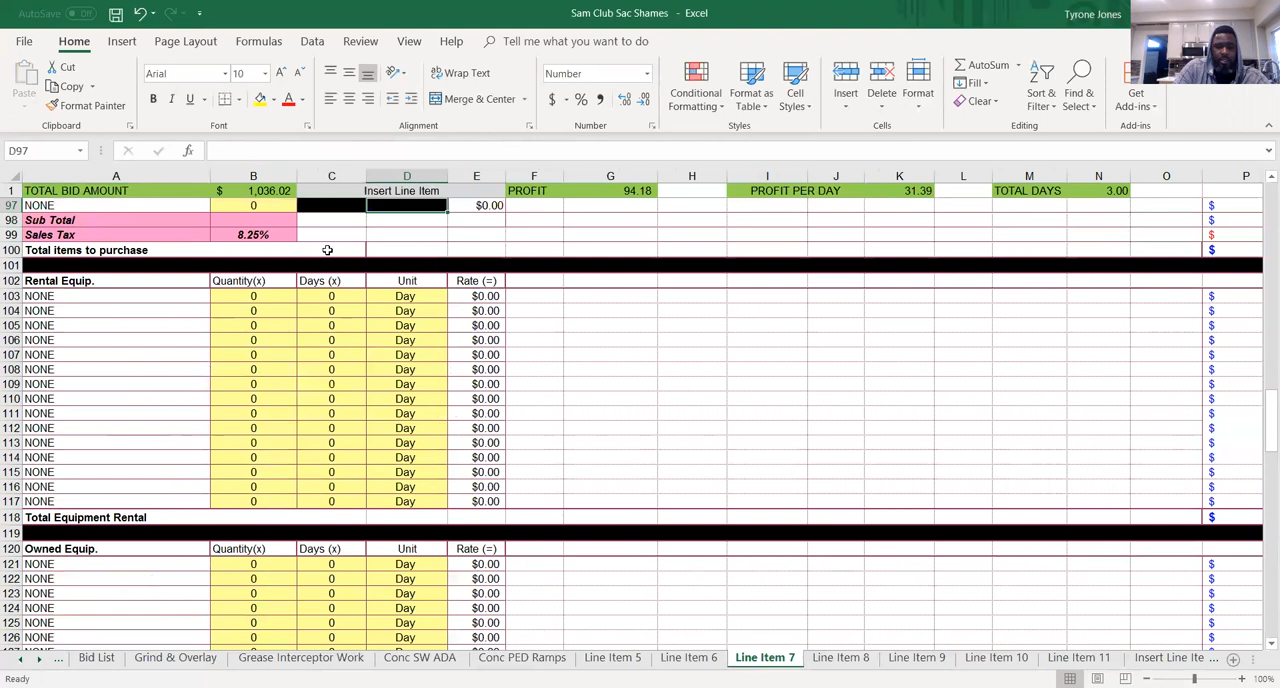 AutoSave Off Sam Club Sac Shames - Excel Tyrone Jones
File Home Insert Page Layout Formulas Data Review View Help Tell me what you want to do
Paste Cut Copy Format Painter Clipboard
Arial 10 B I U A Font
Wrap Text Merge & Center Alignment
Number $ % , Number
Conditional Formatting Format as Table Cell Styles Styles
Insert Delete Format Cells
AutoSum Fill Clear Sort & Filter Find & Select Editing
Get Add-ins Add-ins
D97 fx
A B C D E F G H I J K L M N O P
1 TOTAL BID AMOUNT $ 1,036.02 Insert Line Item PROFIT 94.18 PROFIT PER DAY 31.39 TOTAL DAYS 3.00
97 NONE 0 $0.00 $
98 Sub Total $
99 Sales Tax 8.25% $
100 Total items to purchase $
101
102 Rental Equip. Quantity(x) Days (x) Unit Rate (=)
103 NONE 0 0 Day $0.00 $
104 NONE 0 0 Day $0.00 $
105 NONE 0 0 Day $0.00 $
106 NONE 0 0 Day $0.00 $
107 NONE 0 0 Day $0.00 $
108 NONE 0 0 Day $0.00 $
109 NONE 0 0 Day $0.00 $
110 NONE 0 0 Day $0.00 $
111 NONE 0 0 Day $0.00 $
112 NONE 0 0 Day $0.00 $
113 NONE 0 0 Day $0.00 $
114 NONE 0 0 Day $0.00 $
115 NONE 0 0 Day $0.00 $
116 NONE 0 0 Day $0.00 $
117 NONE 0 0 Day $0.00 $
118 Total Equipment Rental $
119
120 Owned Equip. Quantity(x) Days (x) Unit Rate (=)
121 NONE 0 0 Day $0.00 $
122 NONE 0 0 Day $0.00 $
123 NONE 0 0 Day $0.00 $
124 NONE 0 0 Day $0.00 $
125 NONE 0 0 Day $0.00 $
126 NONE 0 0 Day $0.00 $
... Bid List Grind & Overlay Grease Interceptor Work Conc SW ADA Conc PED Ramps Line Item 5 Line Item 6 Line Item 7 Line Item 8 Line Item 9 Line Item 10 Line Item 11 Insert Line Ite ...
Ready 100%